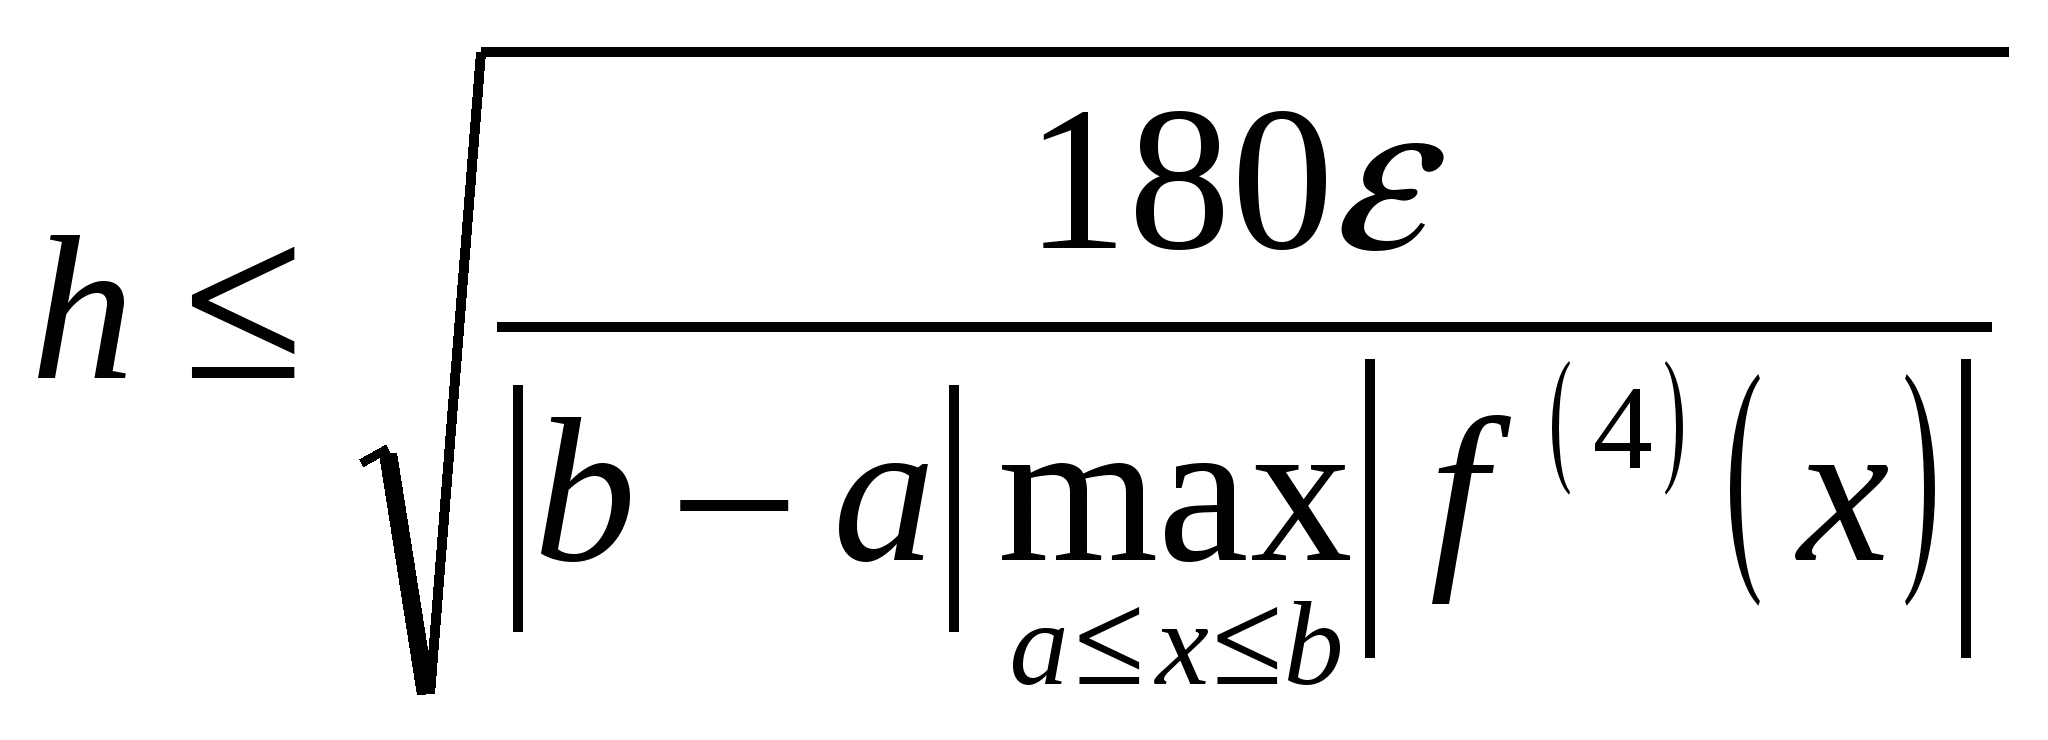 h ≤ √(180ε / (|b − a| max_{a≤x≤b} |f^{(4)}(x)|))